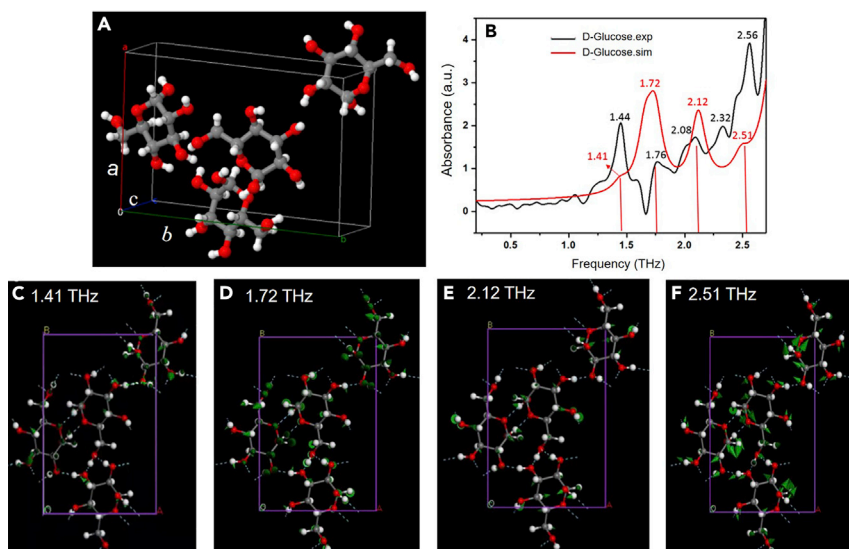 A
a
c
b
a
o
b
B
D-Glucose.exp
D-Glucose.sim
Absorbance (a.u.)
4
3
2
1
0
1.41
1.44
1.72
1.76
2.08
2.12
2.32
2.51
2.56
0.5
1.0
1.5
2.0
2.5
Frequency (THz)
C 1.41 THz
B
O
A
D 1.72 THz
B
O
A
E 2.12 THz
B
O
A
F 2.51 THz
B
O
A